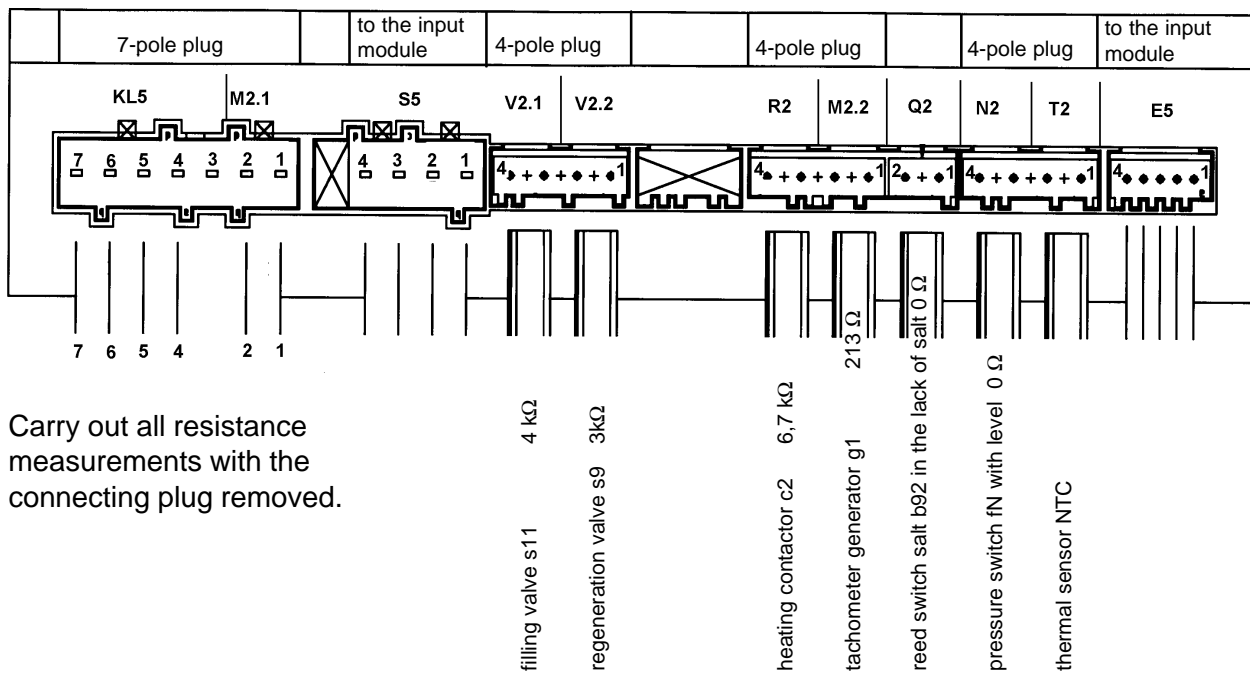 7-pole plug
to the input
module
4-pole plug
4-pole plug
4-pole plug
to the input
module
KL5
M2.1
S5
V2.1
V2.2
R2
M2.2
Q2
N2
T2
E5
7 6 5 4 3 2 1
4 3 2 1
4 1
4 1
2 1
4 1
4 1
7 6 5 4 2 1
Carry out all resistance
measurements with the
connecting plug removed.
filling valve s11 4 kΩ
regeneration valve s9 3kΩ
heating contactor c2 6,7 kΩ
tachometer generator g1 213 Ω
reed switch salt b92 in the lack of salt 0 Ω
pressure switch fN with level 0 Ω
thermal sensor NTC